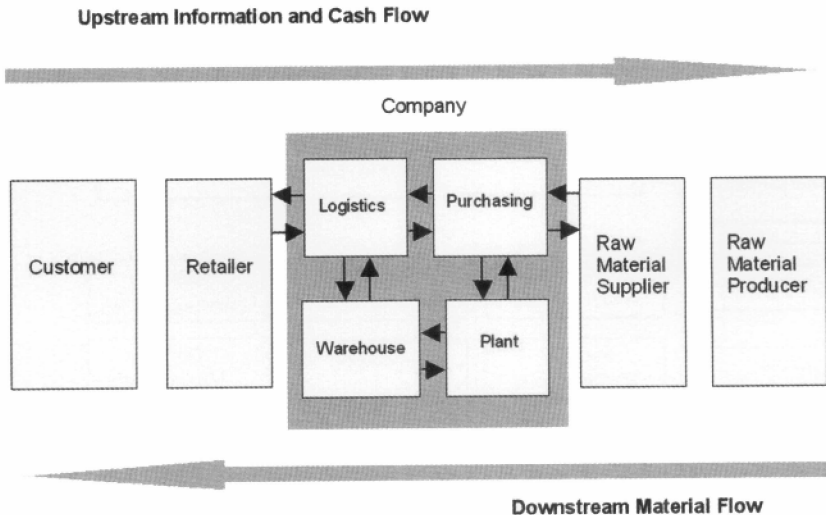 Upstream Information and Cash Flow
Company
Logistics
Purchasing
Customer
Retailer
Raw
Material
Supplier
Raw
Material
Producer
Warehouse
Plant
Downstream Material Flow